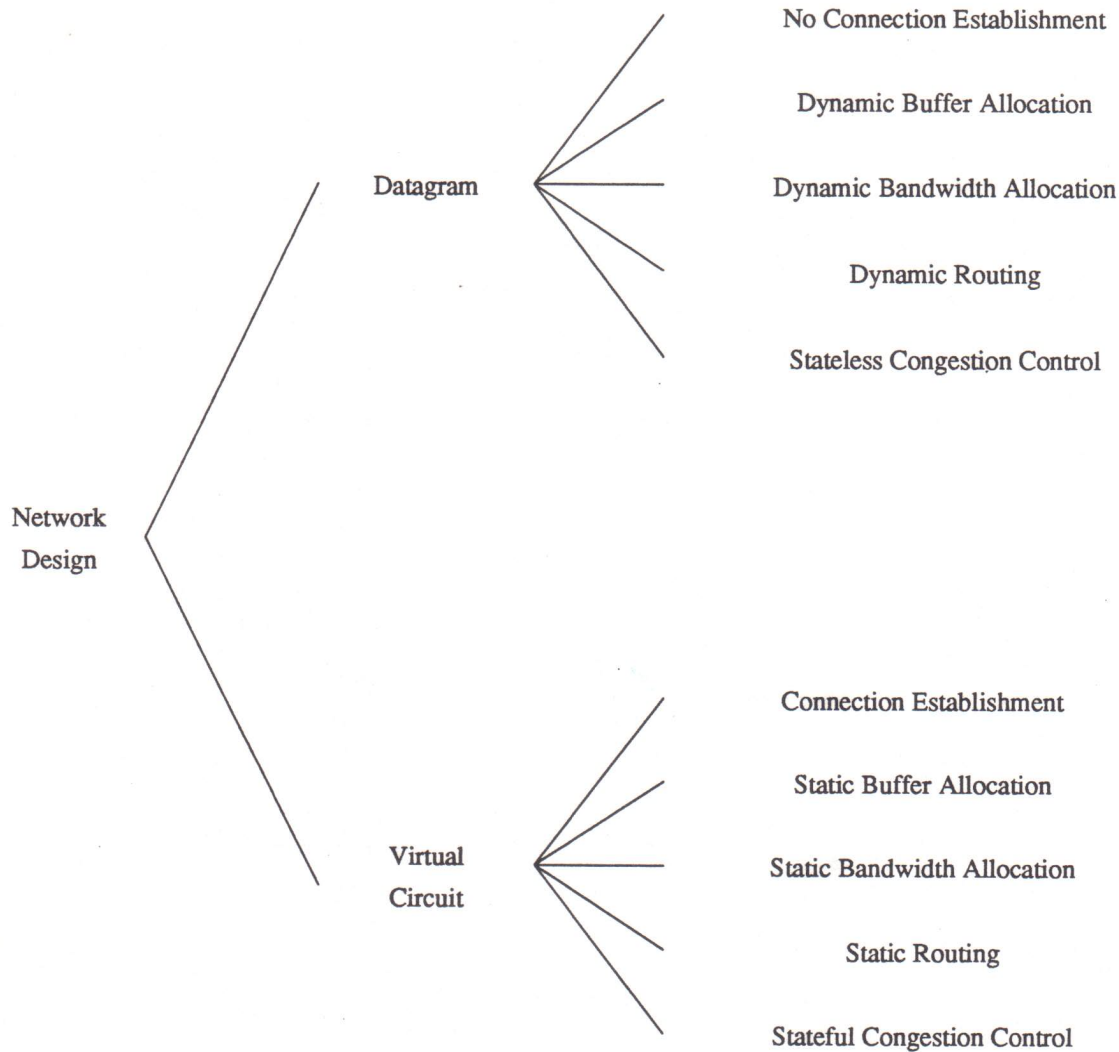 No Connection Establishment
Dynamic Buffer Allocation
Datagram
Dynamic Bandwidth Allocation
Dynamic Routing
Stateless Congestion Control
Network
Design
Connection Establishment
Static Buffer Allocation
Virtual
Circuit
Static Bandwidth Allocation
Static Routing
Stateful Congestion Control